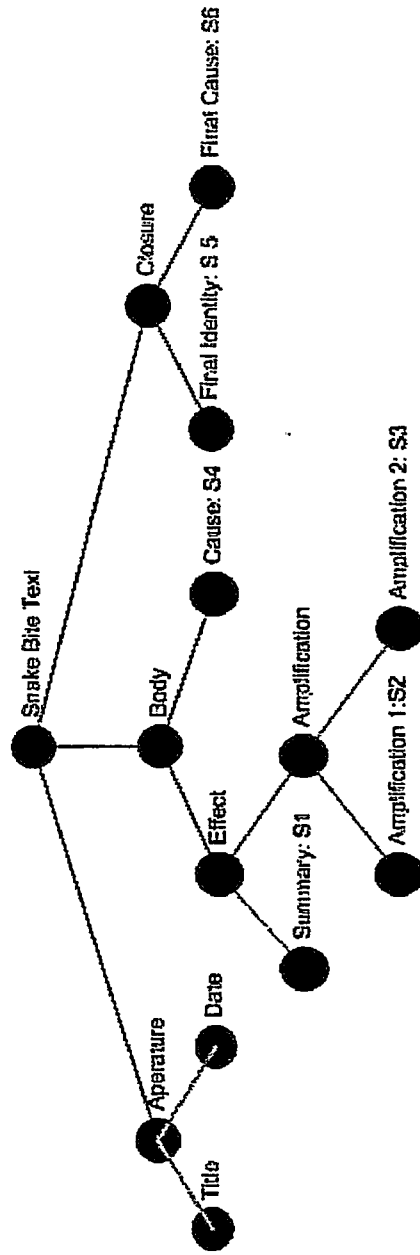 Snake Bite Text
Aperature
Body
Closure
Title
Date
Effect
Cause: S4
Final Identity: S 5
Final Cause: S6
Summary: S1
Amplification
Amplification 1:S2
Amplification 2: S3